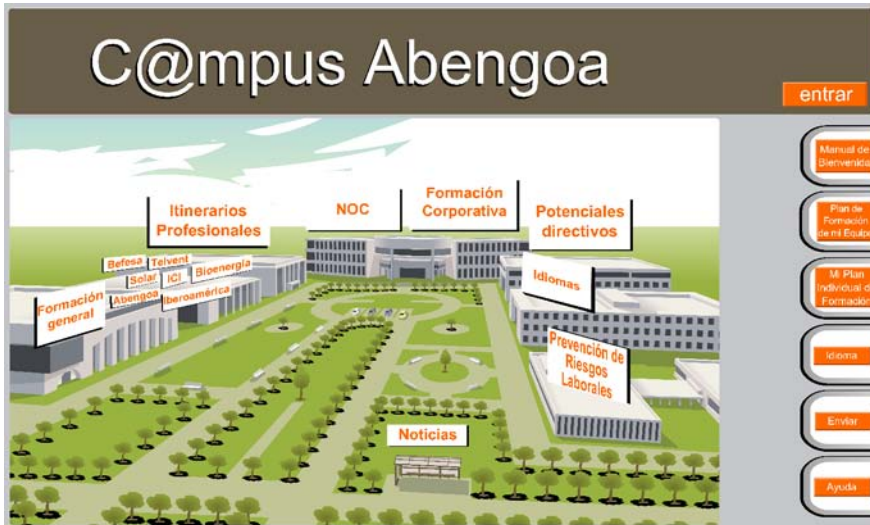 C@mpus Abengoa
entrar
Manual de
Bienvenida
Plan de
Formación
de mi Equipo
Mi Plan
Individual de
Formación
Idioma
Enviar
Ayuda
Itinerarios
Profesionales
NOC
Formación
Corporativa
Potenciales
directivos
Befesa
Telvent
Solar
ICI
Bioenergía
Abengoa
Iberoamérica
Formación
general
Idiomas
Prevención de
Riesgos
Laborales
Noticias